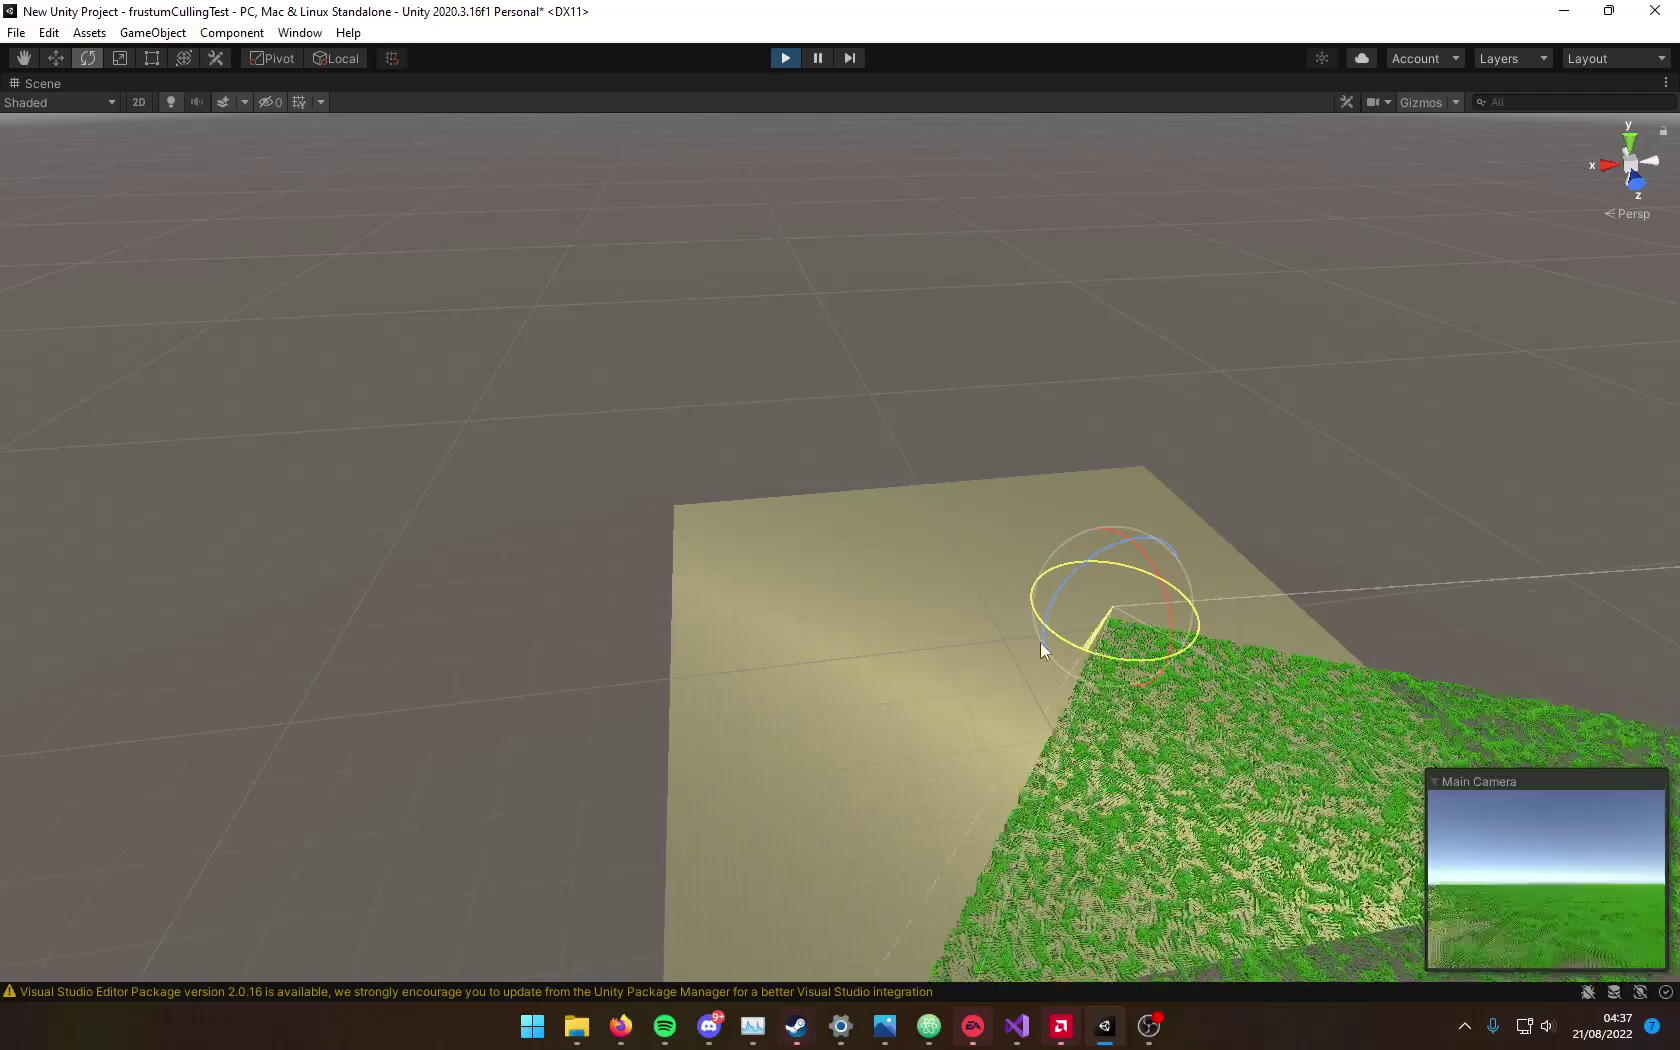 New Unity Project - frustumCullingTest - PC, Mac & Linux Standalone - Unity 2020.3.16f1 Personal* <DX11>
File Edit Assets GameObject Component Window Help
Pivot Local Account Layers Layout
Scene
Shaded 2D 0 Gizmos All
y
x
z
Persp
Main Camera
Visual Studio Editor Package version 2.0.16 is available, we strongly encourage you to update from the Unity Package Manager for a better Visual Studio integration
9+
EA
04:37
21/08/2022
7